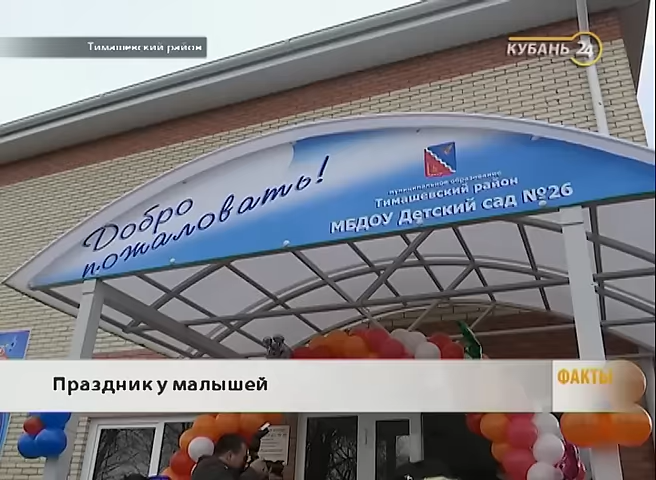 Тимашевский район
КУБАНЬ 24
Добро
пожаловать!
муниципальное образование
Тимашевский район
МБДОУ Детский сад №26
Праздник у малышей
ФАКТЫ